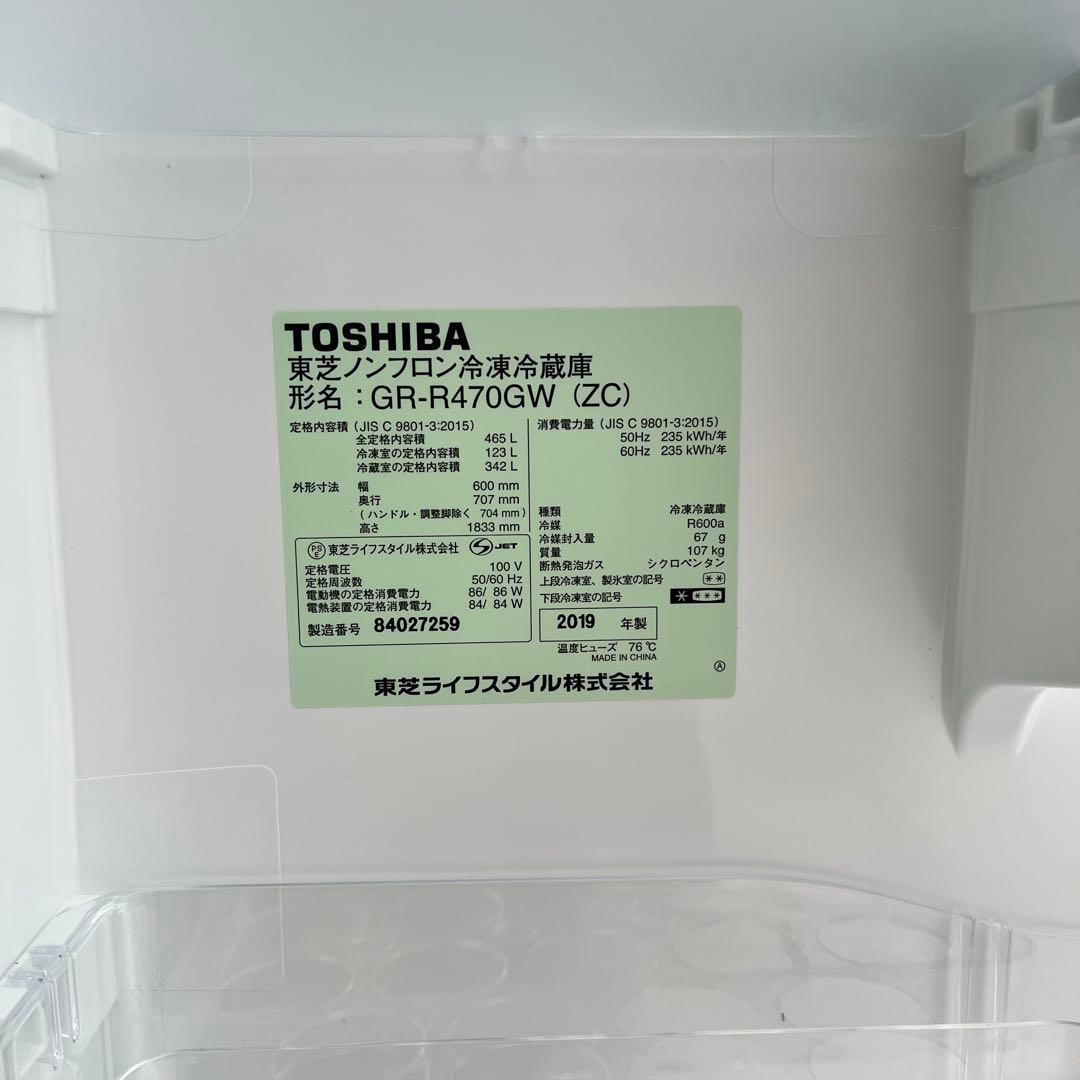 TOSHIBA
東芝ノンフロン冷凍冷蔵庫
形名：GR-R470GW（ZC）
定格内容積（JIS C 9801-3:2015）
全定格内容積 465 L
冷凍室の定格内容積 123 L
冷蔵室の定格内容積 342 L
外形寸法 幅 600 mm
奥行 707 mm
（ハンドル・調整脚除く 704 mm）
高さ 1833 mm
PSE 東芝ライフスタイル株式会社 S JET
定格電圧 100 V
定格周波数 50/60 Hz
電動機の定格消費電力 86/ 86 W
電熱装置の定格消費電力 84/ 84 W
製造番号 84027259
消費電力量（JIS C 9801-3:2015）
50Hz 235 kWh/年
60Hz 235 kWh/年
種類 冷凍冷蔵庫
冷媒 R600a
冷媒封入量 67 g
質量 107 kg
断熱発泡ガス シクロペンタン
上段冷凍室、製氷室の記号 **
下段冷凍室の記号 * ***
2019 年製
温度ヒューズ 76 ℃
MADE IN CHINA
Ⓐ
東芝ライフスタイル株式会社